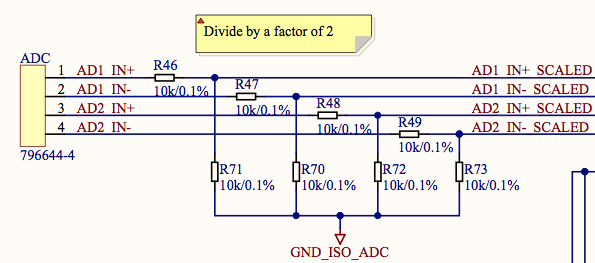 Divide by a factor of 2
ADC
1 AD1 IN+ R46 10k/0.1% AD1 IN+ SCALED
2 AD1 IN- R47 10k/0.1% AD1 IN- SCALED
3 AD2 IN+ R48 10k/0.1% AD2 IN+ SCALED
4 AD2 IN- R49 10k/0.1% AD2 IN- SCALED
796644-4
R71 R70 R72 R73
10k/0.1% 10k/0.1% 10k/0.1% 10k/0.1%
GND_ISO_ADC